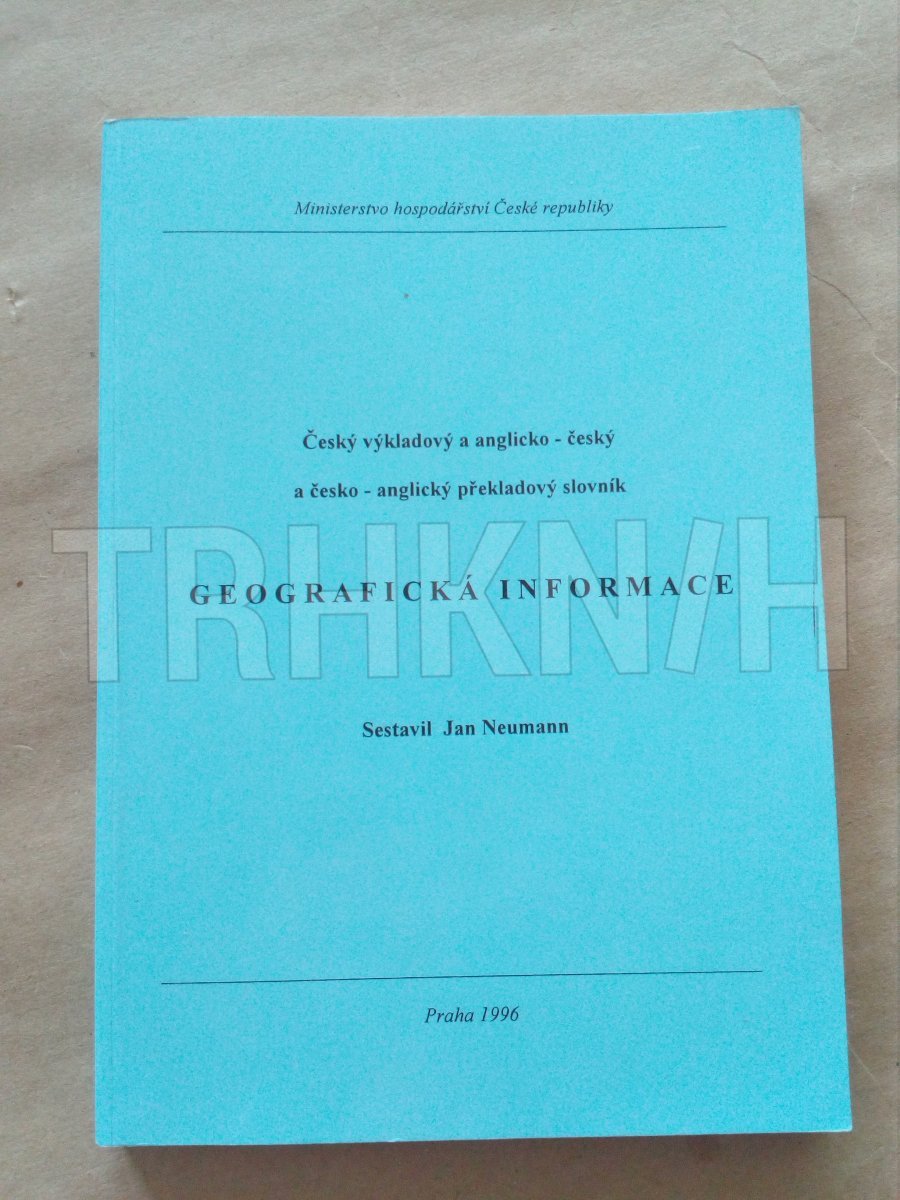 Ministerstvo hospodářství České republiky
Český výkladový a anglicko - český
a česko - anglický překladový slovník
TRHKN/H
GEOGRAFICKÁ INFORMACE
Sestavil Jan Neumann
Praha 1996